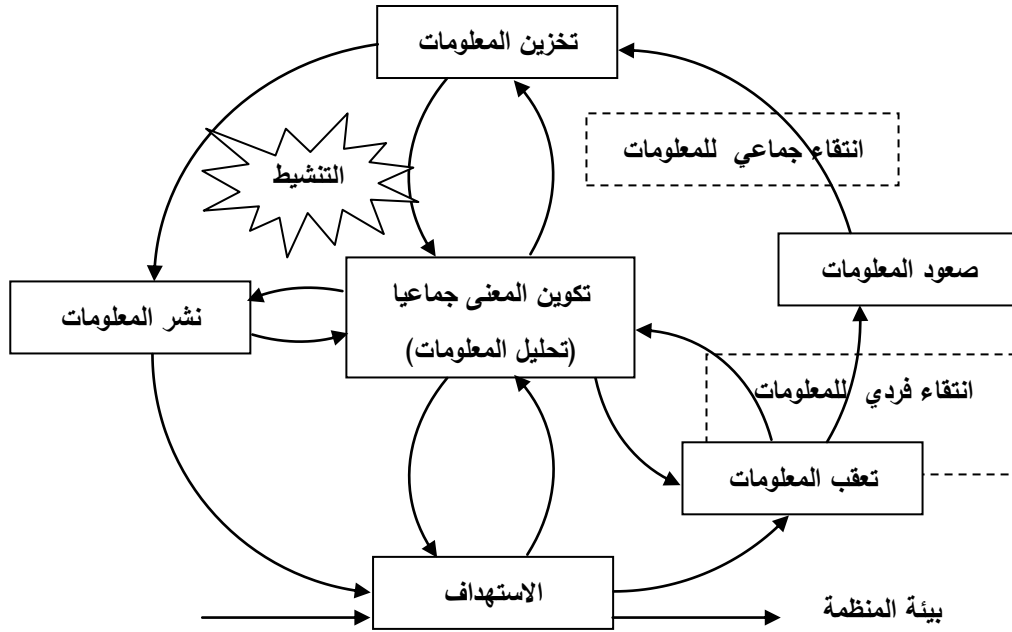 تخزين المعلومات
انتقاء جماعي للمعلومات
التنشيط
صعود المعلومات
تكوين المعنى جماعيا
(تحليل المعلومات)
نشر المعلومات
انتقاء فردي للمعلومات
تعقب المعلومات
الاستهداف
بيئة المنظمة